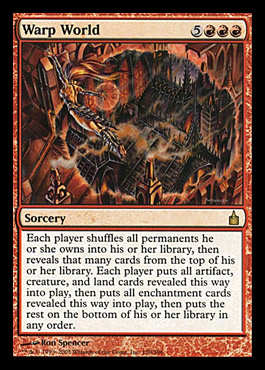 Warp World 5
Sorcery
Each player shuffles all permanents he
or she owns into his or her library, then
reveals that many cards from the top of his
or her library. Each player puts all artifact,
creature, and land cards revealed this way
into play, then puts all enchantment cards
revealed this way into play, then puts the
rest on the bottom of his or her library in
any order.
Ron Spencer